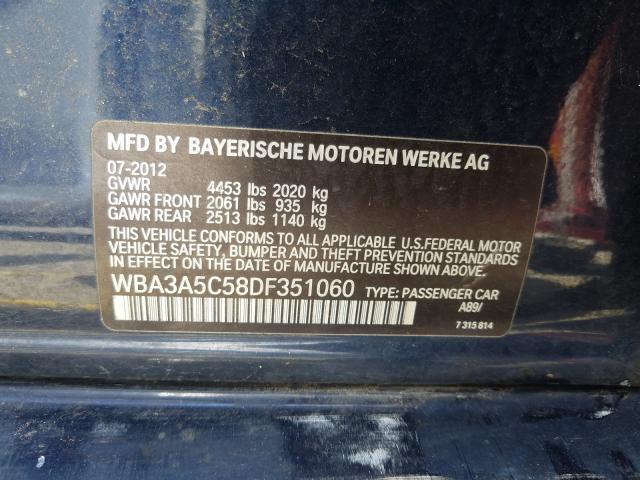 MFD BY BAYERISCHE MOTOREN WERKE AG
07-2012
GVWR 4453 lbs 2020 kg
GAWR FRONT 2061 lbs 935 kg
GAWR REAR 2513 lbs 1140 kg
THIS VEHICLE CONFORMS TO ALL APPLICABLE U.S.FEDERAL MOTOR
VEHICLE SAFETY, BUMPER AND THEFT PREVENTION STANDARDS
IN EFFECT ON THE DATE OF MANUFACTURE SHOWN ABOVE.
WBA3A5C58DF351060 TYPE: PASSENGER CAR
A89/
7 315 814